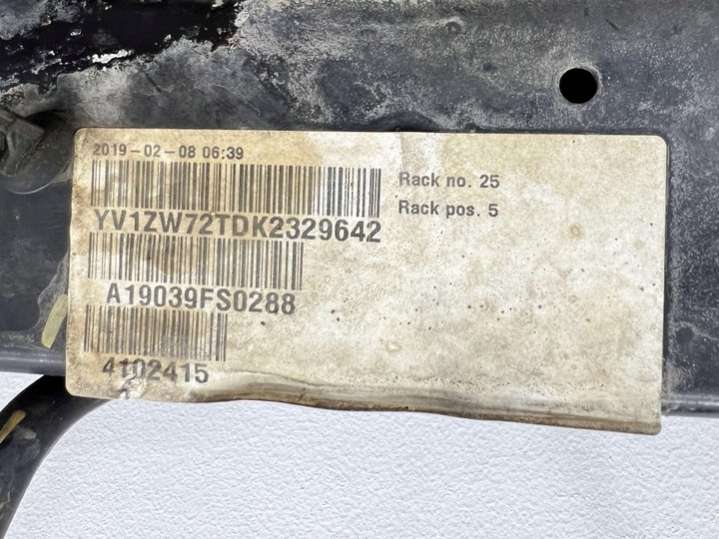 2019-02-08 06:39
Rack no. 25
Rack pos. 5
YV1ZW72TDK2329642
A19039FS0288
4102415